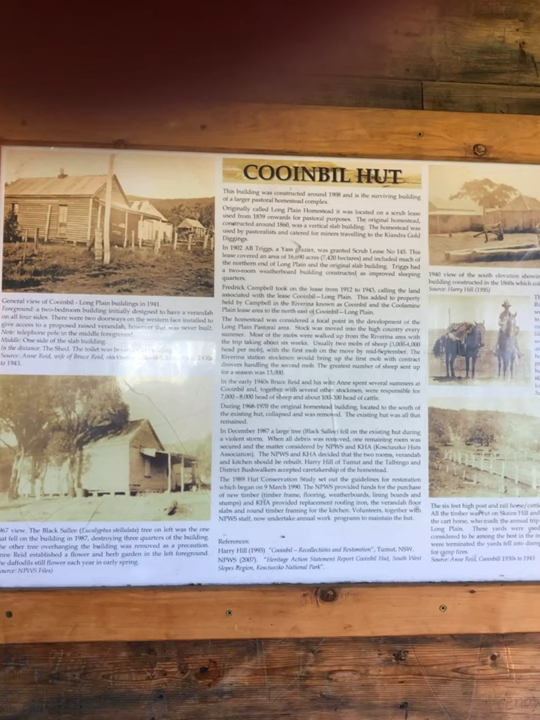 COOINBIL HUT
This building was constructed around 1908 and is the surviving building
of a larger pastoral homestead complex.
Originally called Long Plain Homestead it was located on a scrub lease
used from 1839 onwards for pastoral purposes. The original homestead,
constructed around 1860, was a vertical slab building. The homestead was
used by pastoralists and catered for miners travelling to the Kiandra Gold
Diggings.
In 1902 AB Triggs, a Yass grazier, was granted Scrub Lease No 145. This
lease covered an area of 16,690 acres (7,420 hectares) and included much of
the northern end of Long Plain and the original slab building. Triggs had
a two-room weatherboard building constructed as improved sleeping
quarters.
Fredrick Campbell took on the lease from 1912 to 1943, calling the land
associated with the lease Cooinbil–Long Plain. This added to property
held by Campbell in the Riverina known as Cooinbil and the Coolamine
Plain lease area to the north east of Cooinbil–Long Plain.
The homestead was considered a focal point in the development of the
Long Plain Pastoral area. Stock was moved into the high country every
summer. Most of the mobs were walked up from the Riverina area with
the trip taking about six weeks. Usually two mobs of sheep (3,000-4,000
head per mob), with the first mob on the move by mid-September. The
Riverina station stockmen would bring up the first mob with contract
drovers handling the second mob. The greatest number of sheep sent up
for a season was 13,000.
In the early 1940s Bruce Reid and his wife Anne spent several summers at
Cooinbil and, together with several other stockmen, were responsible for
7,000 – 8,000 head of sheep and about 100 head of cattle.
During 1968-1970 the original homestead building, located to the south of
the existing hut, collapsed and was removed. The existing hut was all that
remained.
In December 1987 a large tree (Black Sallee) fell on the existing hut during
a violent storm. When all debris was removed, one remaining room was
secured and the matter considered by NPWS and KHA (Kosciuszko Huts
Association). The NPWS and KHA decided that the two rooms, verandah
and kitchen should be rebuilt. Harry Hill of Tumut and the Talbingo and
District Bushwalkers accepted caretakership of the homestead.
The 1989 Hut Conservation Study set out the guidelines for restoration
which began on 9 March 1990. The NPWS provided funds for the purchase
of new timber (timber frame, flooring, weatherboards, lining boards and
stumps) and KHA provided replacement roofing iron, the verandah floor
slabs and round timber framing for the kitchen. Volunteers, together with
NPWS staff, now undertake annual work programs to maintain the hut.
References:
Harry Hill (1993) "Cooinbil – Recollections and Restoration", Tumut, NSW.
NPWS (2007). "Heritage Action Statement Report Cooinbil Hut, South West
Slopes Region, Kosciuszko National Park".
General view of Cooinbil - Long Plain buildings in 1941.
Foreground: a two-bedroom building initially designed to have a verandah
on all four sides. There were two doorways on the western face installed to
give access to a proposed raised verandah, however that was never built.
Note: telephone pole in the middle foreground.
Middle: One side of the slab building.
In the distance: The Shed. The toilet was
Source: Anne Reid, wife of Bruce Reid,
to 1943.
view. The Black Sallee (Eucalyptus stellulata) tree on left was the one
that fell on the building in 1987, destroying three quarters of the building.
The other tree overhanging the building was removed as a precaution.
Anne Reid established a flower and herb garden in the left foreground.
The daffodils still flower each year in early spring.
Source: NPWS Files)
1940 view of the south elevation
building constructed in the 1860s which
Source: Harry Hill (1993)
The six feet high post and rail
All the timber was on Skaion Hill and
the cart horse, who roads the annual trip
Long Plain. These yards were
considered to be among the best in the
were terminated the yards fell into
for camp fires.
Source: Anne Reid, Cooinbil 1930s to 1943